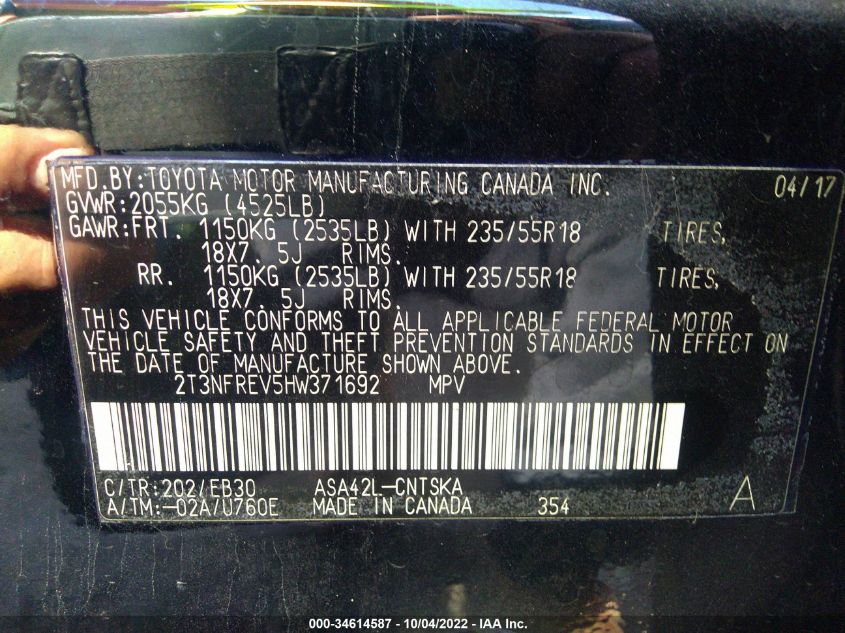 MFD.BY:TOYOTA MOTOR MANUFACTURING CANADA INC. 04/17
GVWR:2055KG (4525LB)
GAWR:FRT. 1150KG (2535LB) WITH 235/55R18 TIRES,
18X7. 5J RIMS.
RR. 1150KG (2535LB) WITH 235/55R18 TIRES,
18X7. 5J RIMS.
THIS VEHICLE CONFORMS TO ALL APPLICABLE FEDERAL MOTOR
VEHICLE SAFETY AND THEFT PREVENTION STANDARDS IN EFFECT ON
THE DATE OF MANUFACTURE SHOWN ABOVE.
2T3NFREV5HW371692 MPV
C/TR:202/EB30 ASA42L-CNTSKA
A/TM:-02A/U760E MADE IN CANADA 354 A
000-34614587 - 10/04/2022 - IAA Inc.